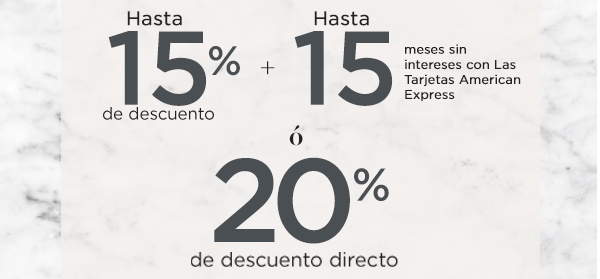 Hasta
15%
de descuento
+
Hasta
15
meses sin
intereses con Las
Tarjetas American
Express
ó
20%
de descuento directo